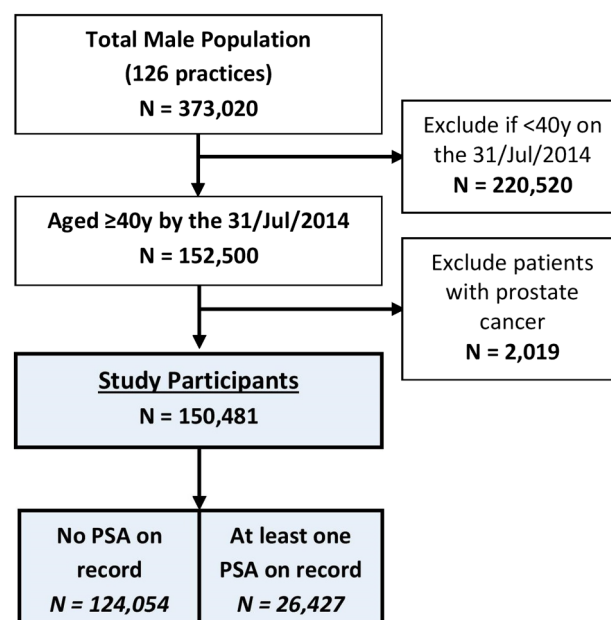 Total Male Population
(126 practices)
N = 373,020
Exclude if <40y on
the 31/Jul/2014
N = 220,520
Aged ≥40y by the 31/Jul/2014
N = 152,500
Exclude patients
with prostate
cancer
N = 2,019
Study Participants
N = 150,481
No PSA on
record
N = 124,054
At least one
PSA on record
N = 26,427